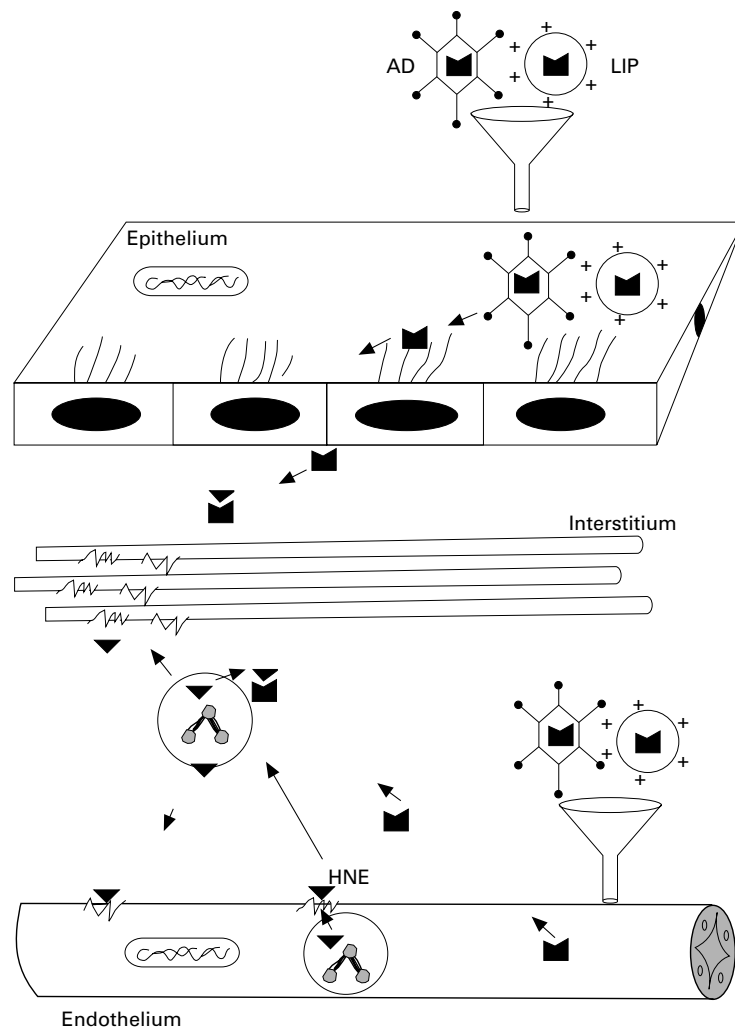 AD
LIP
Epithelium
Interstitium
HNE
Endothelium